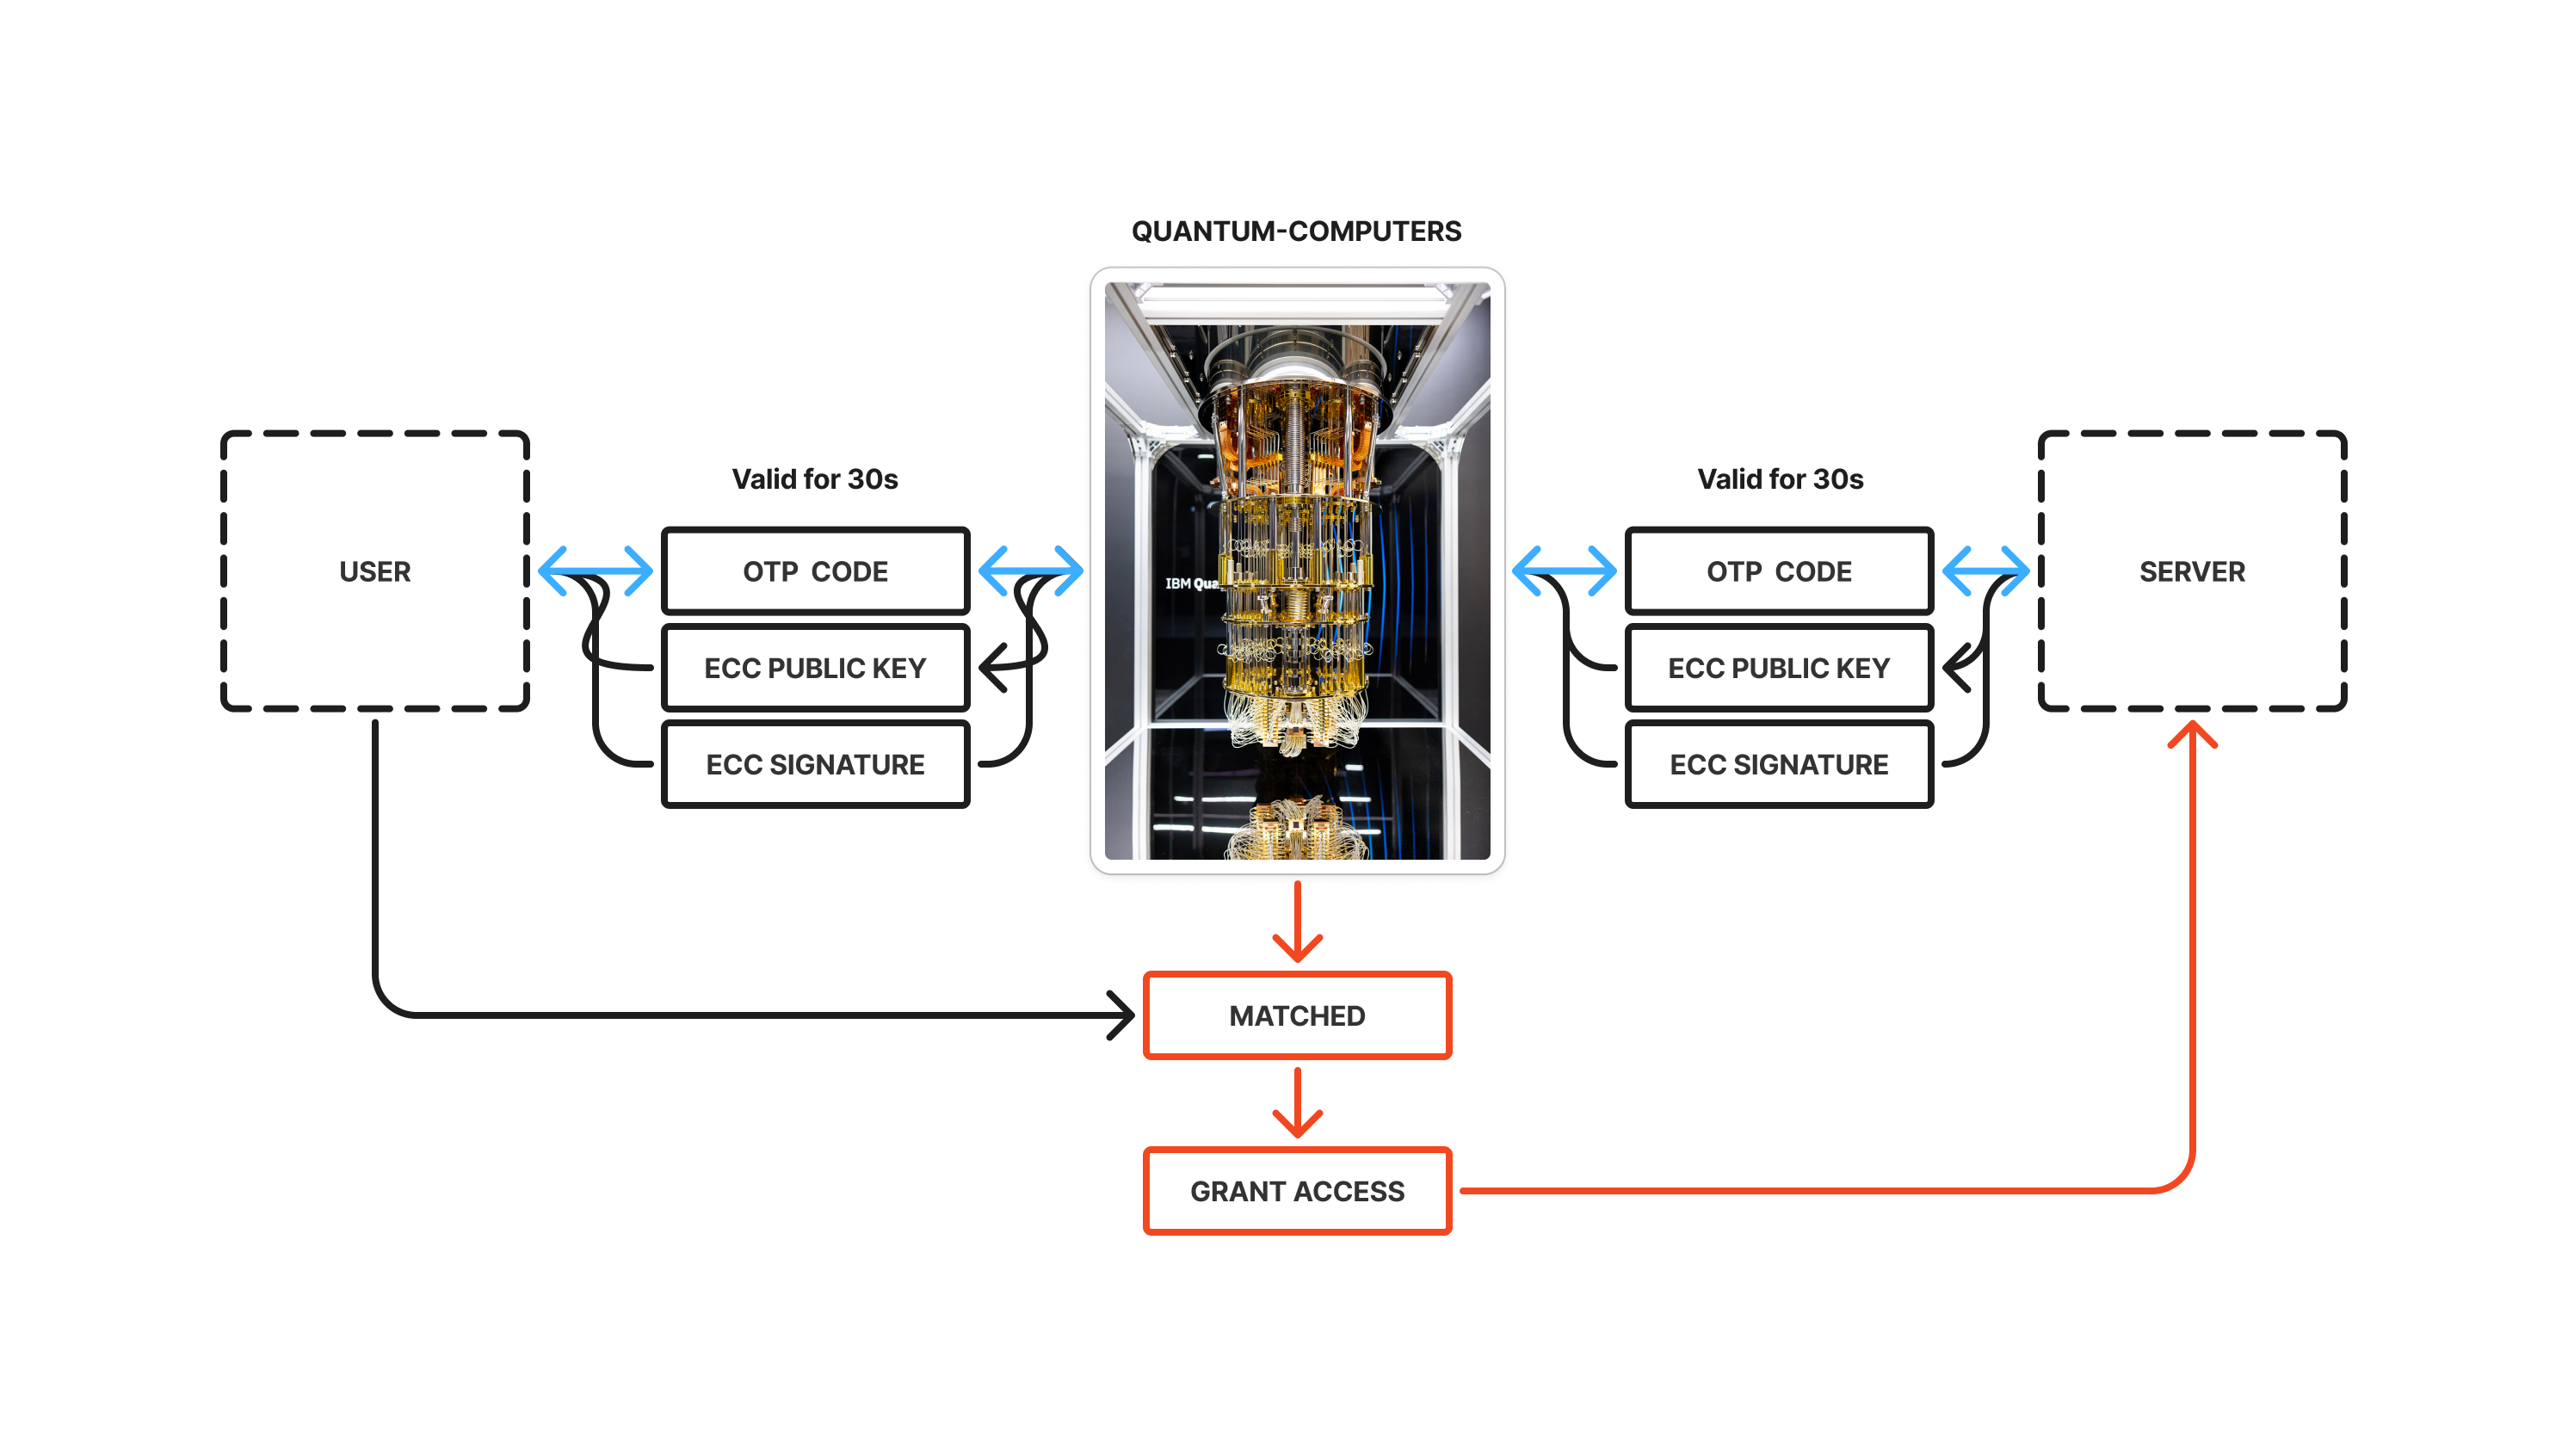 QUANTUM-COMPUTERS
Valid for 30s
Valid for 30s
USER
OTP CODE
IBM Qua
OTP CODE
SERVER
ECC PUBLIC KEY
ECC PUBLIC KEY
ECC SIGNATURE
ECC SIGNATURE
MATCHED
GRANT ACCESS